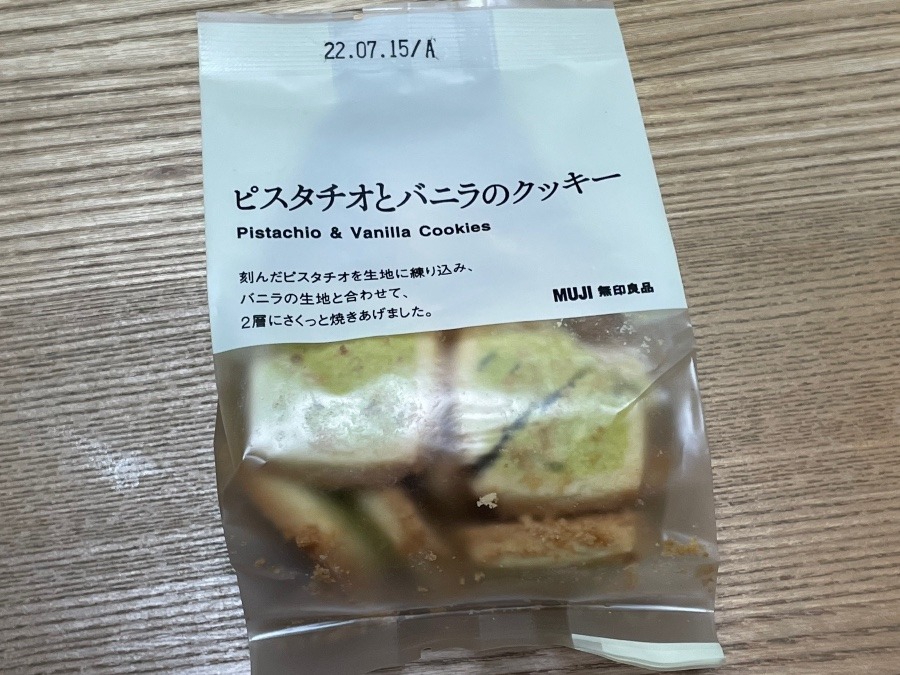 22.07.15/A
ピスタチオとバニラのクッキー
Pistachio & Vanilla Cookies
刻んだピスタチオを生地に練り込み、
バニラの生地と合わせて、
2層にさくっと焼きあげました。
MUJI 無印良品